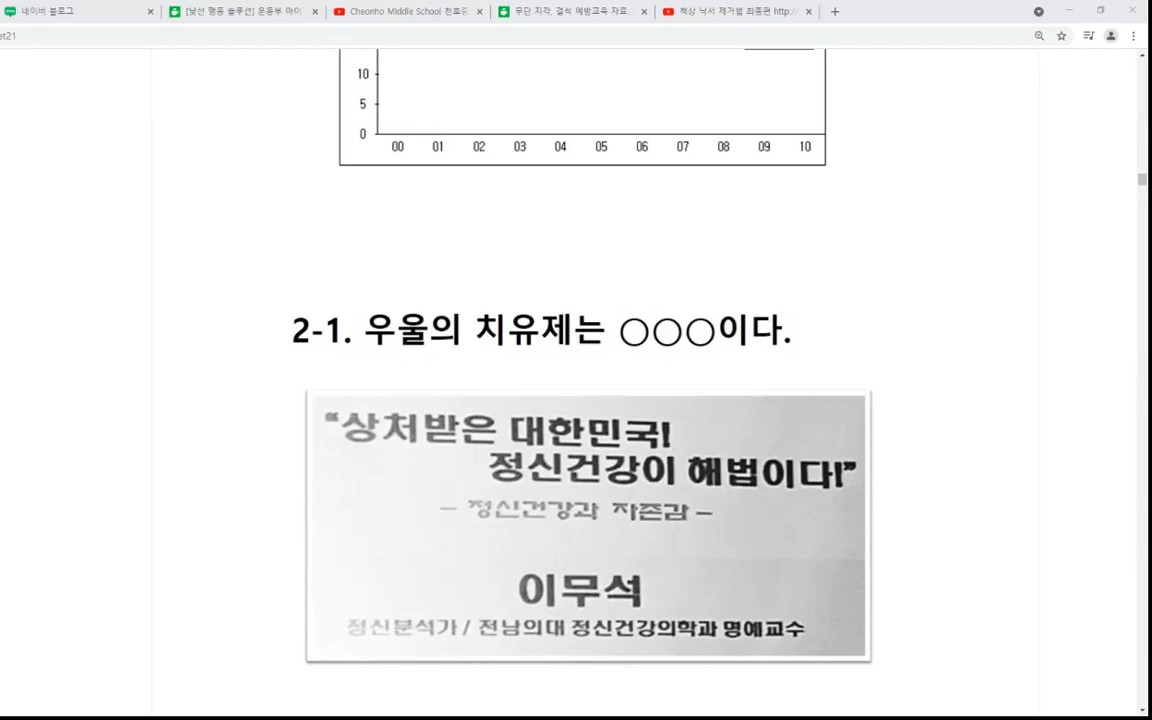 네이버 블로그
[낯선 행동 솔루션] 운동부 아이
Cheonho Middle School 천호중
무단 지각, 결석 예방교육 자료
책상 낙서 제거법 최종편 http:/
et21
10
5
0
00 01 02 03 04 05 06 07 08 09 10
2-1. 우울의 치유제는 ○○○이다.
“상처받은 대한민국!
정신건강이 해법이다!”
– 정신건강과 자존감 –
이무석
정신분석가 / 전남의대 정신건강의학과 명예교수